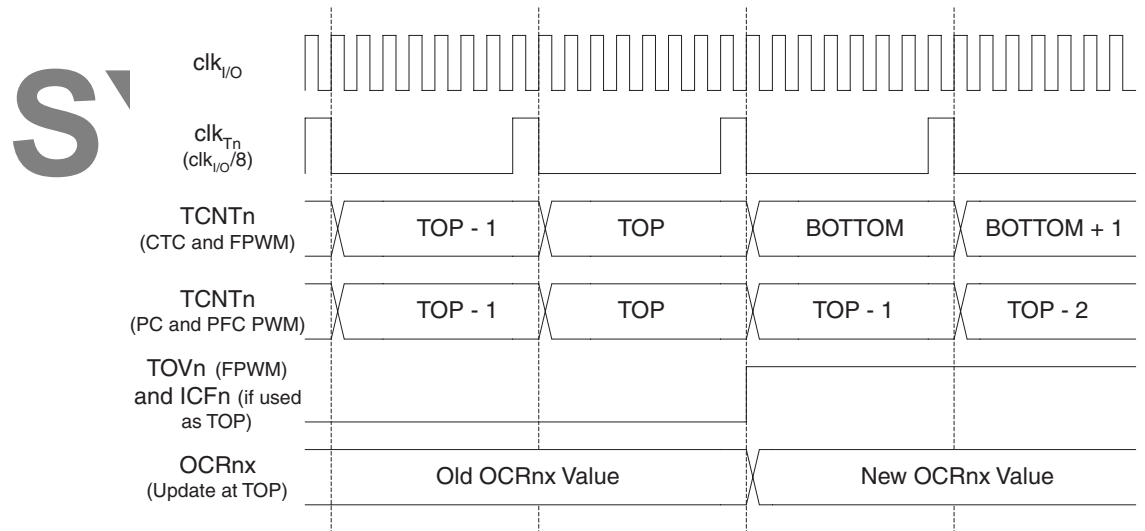 clkI/O
S
clkTn
(clkI/O/8)
TCNTn
(CTC and FPWM)
TOP - 1
TOP
BOTTOM
BOTTOM + 1
TCNTn
(PC and PFC PWM)
TOP - 1
TOP
TOP - 1
TOP - 2
TOVn (FPWM)
and ICFn (if used
as TOP)
OCRnx
(Update at TOP)
Old OCRnx Value
New OCRnx Value